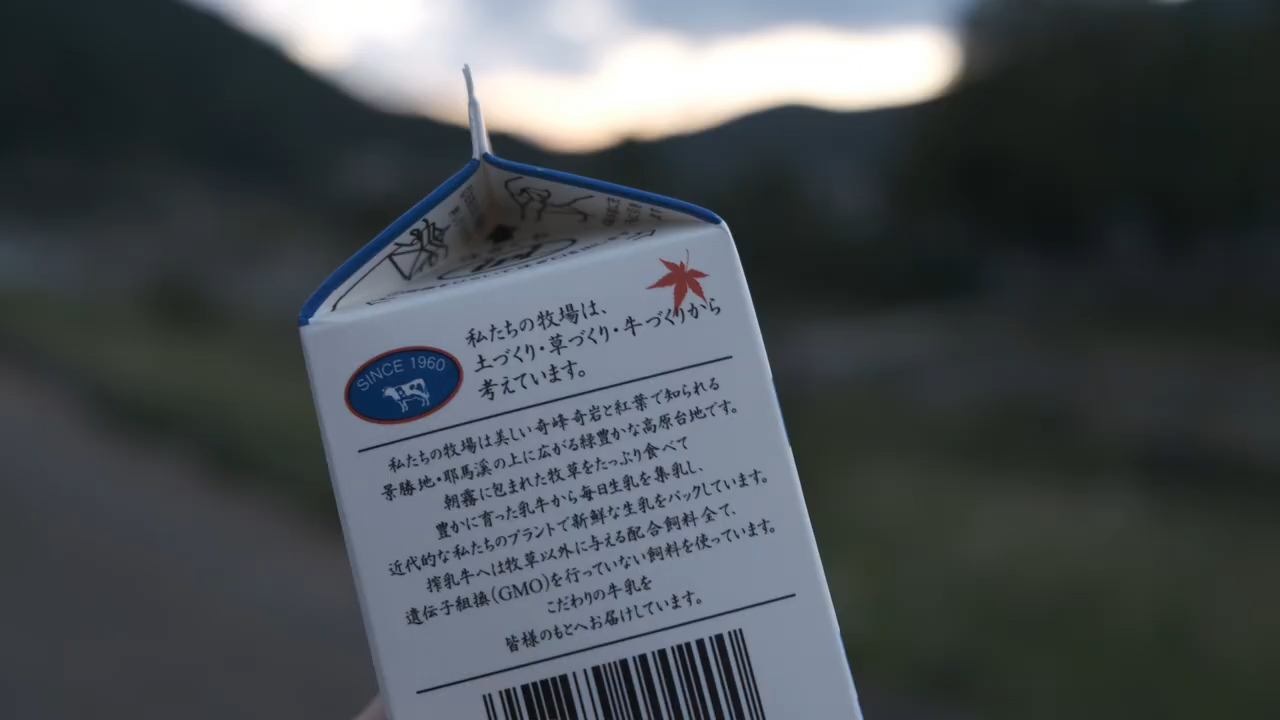 私たちの牧場は、
土づくり・草づくり・牛づくりから
考えています。
SINCE 1960
私たちの牧場は美しい奇峰奇岩と紅葉で知られる
景勝地・耶馬溪の上に広がる緑豊かな高原台地です。
朝霧に包まれた牧草をたっぷり食べて
豊かに育った乳牛から毎日生乳を集乳し、
近代的な私たちのプラントで新鮮な生乳をパックしています。
搾乳牛へは牧草以外に与える配合飼料全て、
遺伝子組換(GMO)を行っていない飼料を使っています。
こだわりの牛乳を
皆様のもとへお届けしています。